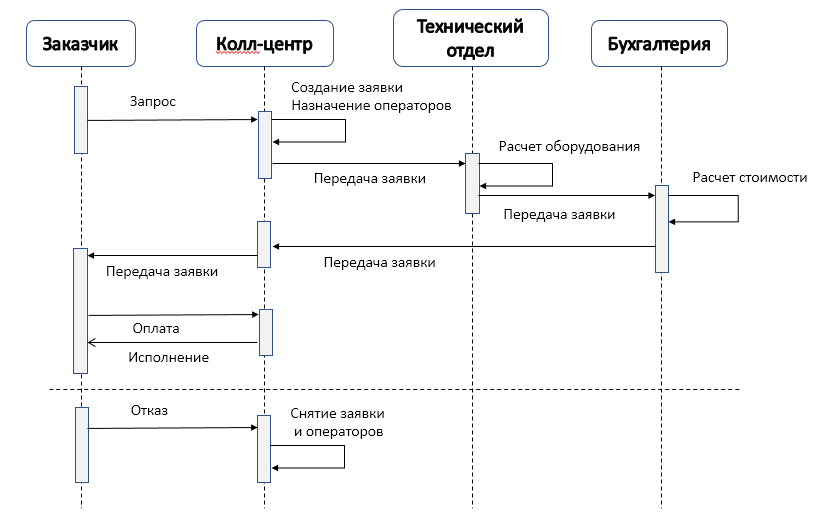 Заказчик
Колл-центр
Технический
отдел
Бухгалтерия
Запрос
Создание заявки
Назначение операторов
Передача заявки
Расчет оборудования
Передача заявки
Расчет стоимости
Передача заявки
Передача заявки
Оплата
Исполнение
Отказ
Снятие заявки
и операторов